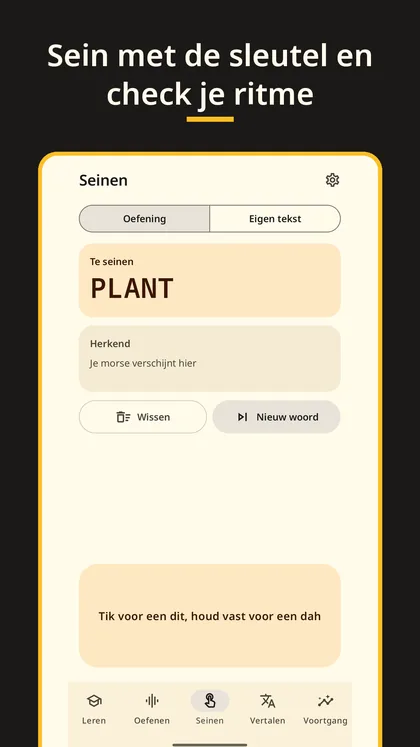 Sein met de sleutel en
check je ritme
Seinen
Oefening
Eigen tekst
Te seinen
PLANT
Herkend
Je morse verschijnt hier
Wissen
Nieuw woord
Tik voor een dit, houd vast voor een dah
Leren
Oefenen
Seinen
Vertalen
Voortgang